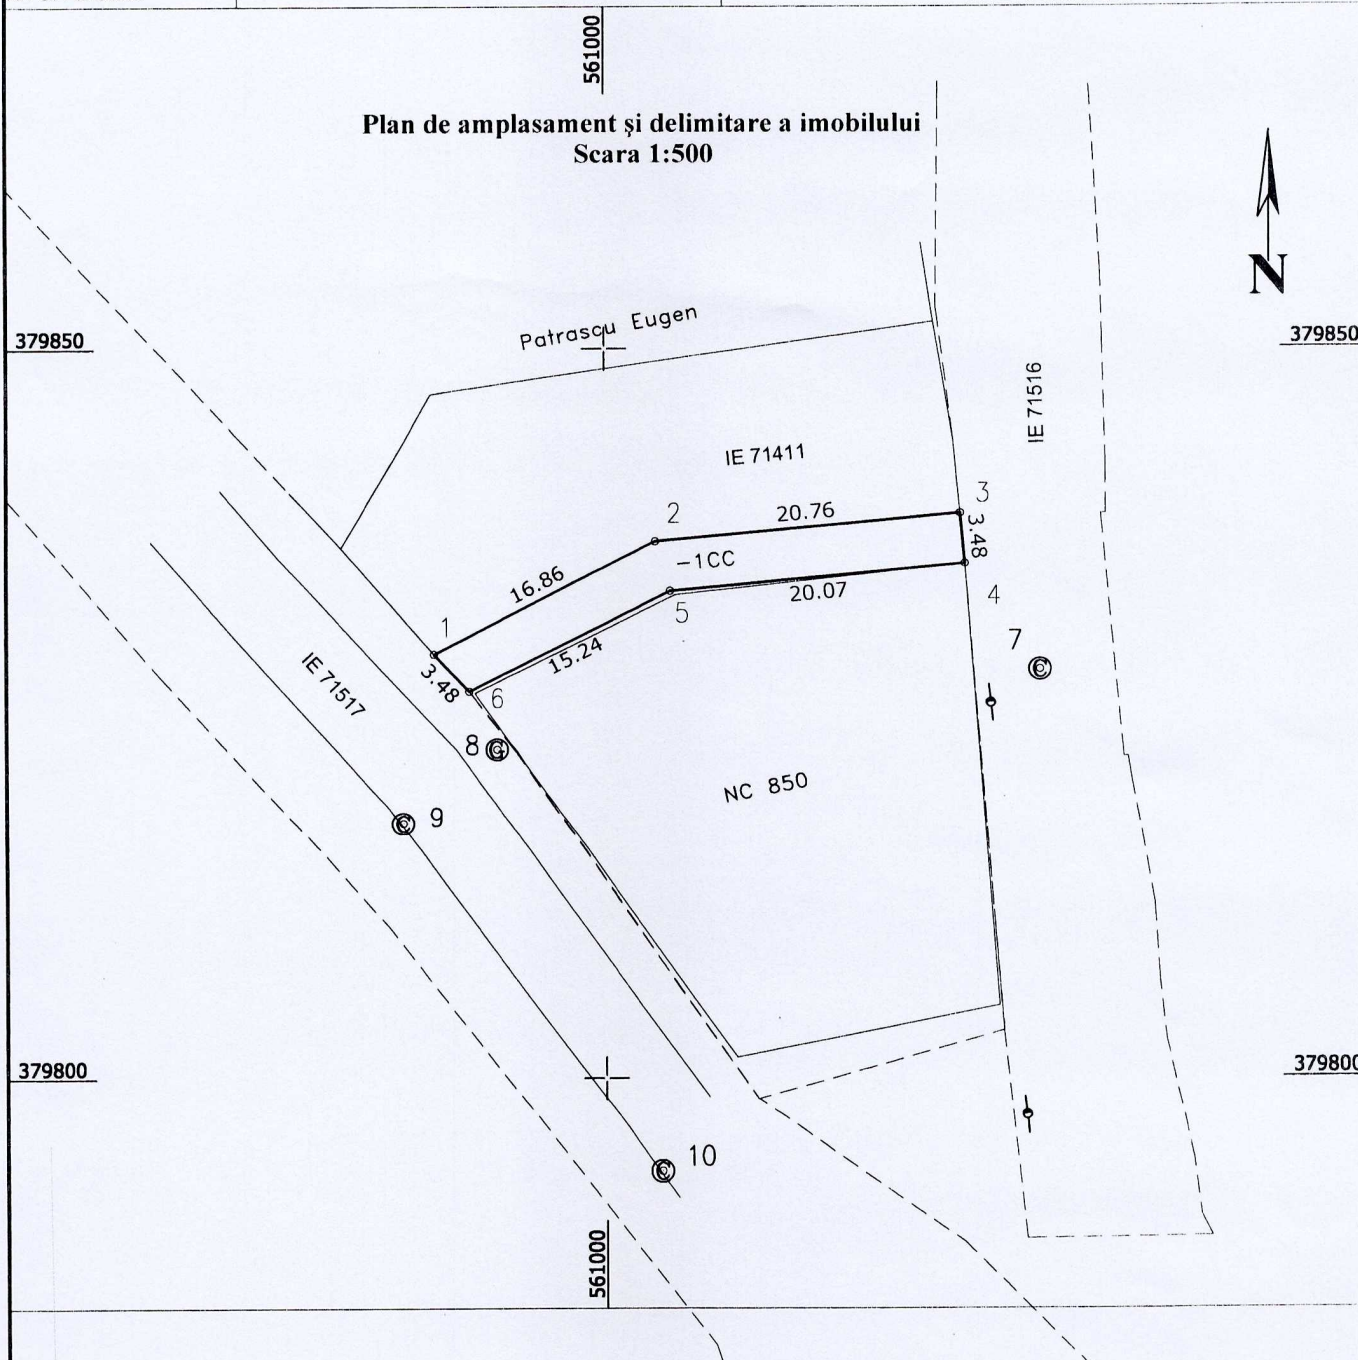 561000
Plan de amplasament și delimitare a imobilului
Scara 1:500
N
Patrascu Eugen
379850
379850
IE 71516
IE 71411
3
2
20.76
3.48
-1CC
16.86
20.07
4
5
1
7
15.24
3.48
IE 71517
6
8
NC 850
9
379800
379800
10
561000